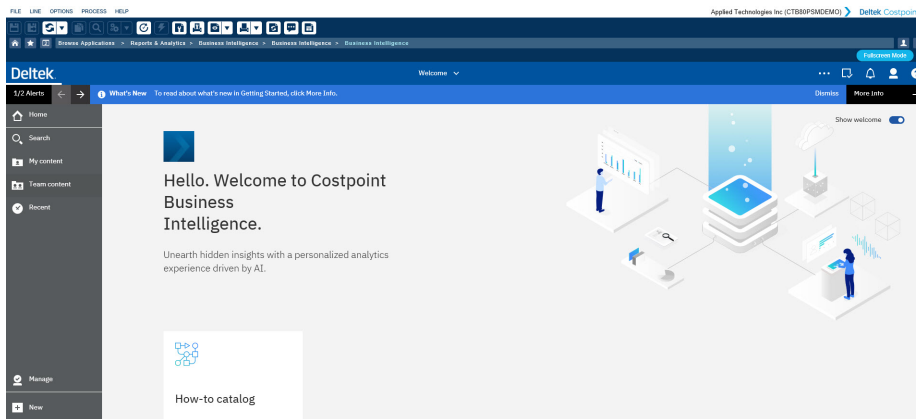 FILE LINE OPTIONS PROCESS HELP
Applied Technologies Inc (CTB80PSMDEMO) Deltek Costpoin
Browse Applications > Reports & Analytics > Business Intelligence > Business Intelligence > Business Intelligence
Fullscreen Mode
Deltek
Welcome
1/2 Alerts
What's New To read about what's new in Getting Started, click More Info.
Dismiss
More Info
Home
Show welcome
Search
My content
Team content
Recent
Hello. Welcome to Costpoint
Business
Intelligence.
Unearth hidden insights with a personalized analytics
experience driven by AI.
Manage
How-to catalog
New